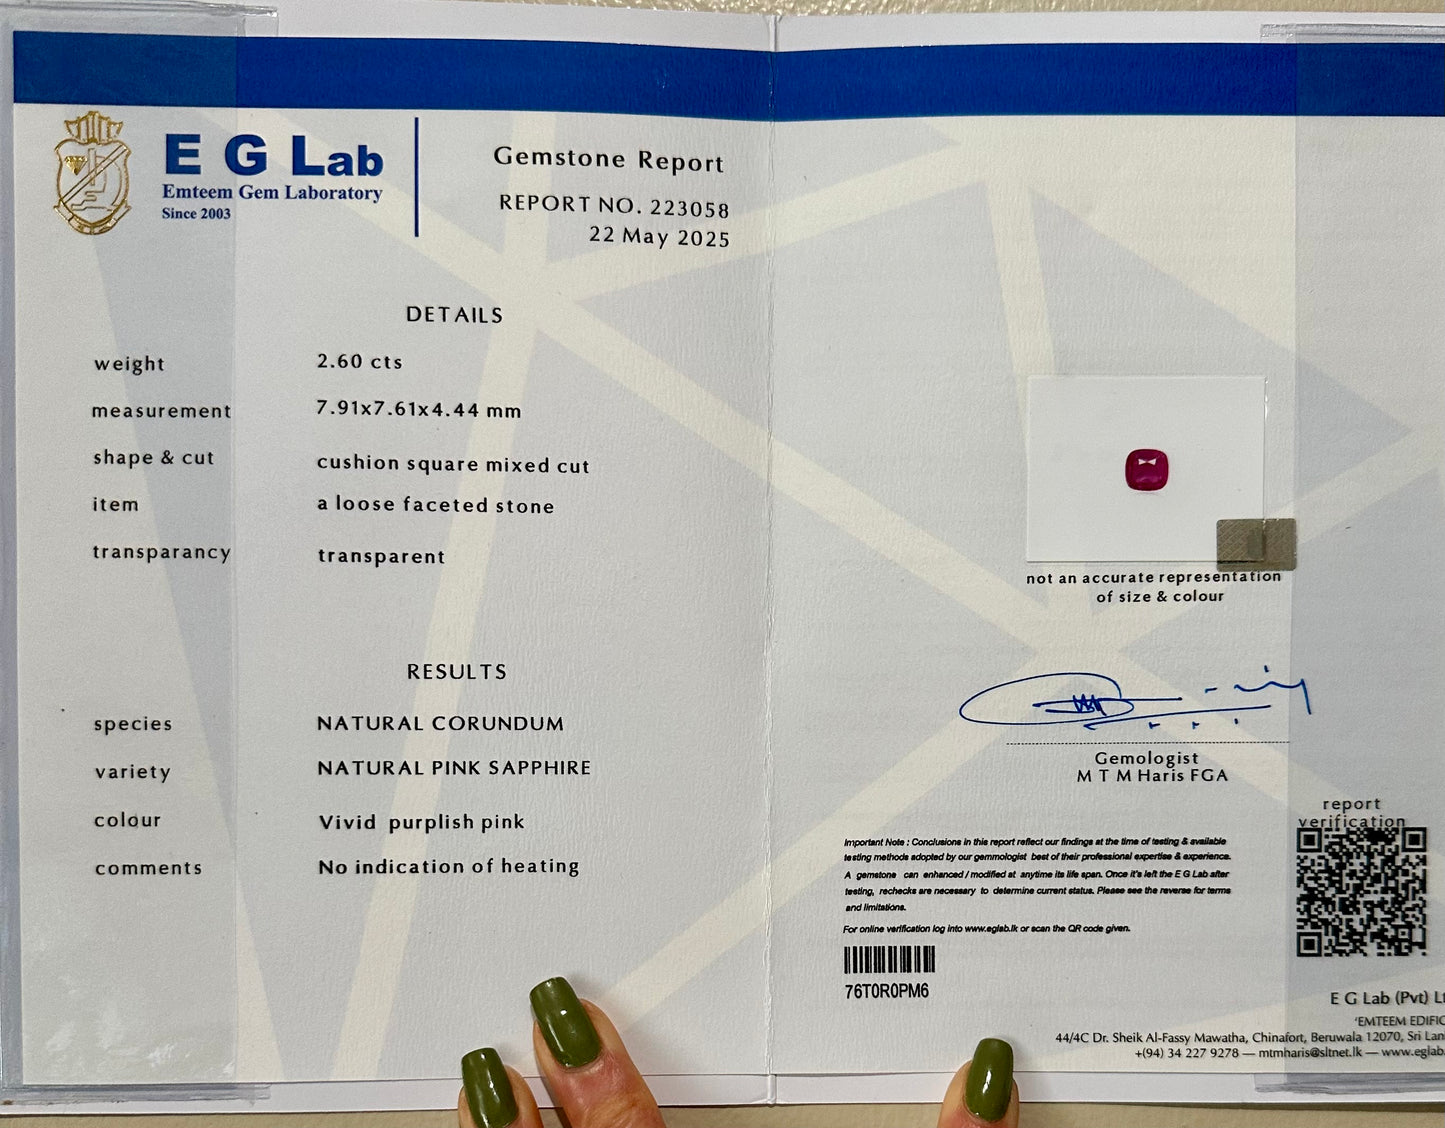 E G Lab
Emteem Gem Laboratory
Since 2003
Gemstone Report
REPORT NO. 223058
22 May 2025
DETAILS
weight 2.60 cts
measurement 7.91x7.61x4.44 mm
shape & cut cushion square mixed cut
item a loose faceted stone
transparancy transparent
RESULTS
species NATURAL CORUNDUM
variety NATURAL PINK SAPPHIRE
colour Vivid purplish pink
comments No indication of heating
not an accurate representation
of size & colour
Gemologist
M T M Haris FGA
report
verification
Important Note : Conclusions in this report reflect our findings at the time of testing & available
testing methods adopted by our gemmologist best of their professional expertise & experience.
A gemstone can enhanced / modified at anytime its life span. Once it's left the E G Lab after
testing, rechecks are necessary to determine current status. Please see the reverse for terms
and limitations.
For online verification log into www.eglab.lk or scan the QR code given.
76T0R0PM6
E G Lab (Pvt) Lt
'EMTEEM EDIFIC
44/4C Dr. Sheik Al-Fassy Mawatha, Chinafort, Beruwala 12070, Sri Lan
+(94) 34 227 9278 — mtmharis@sltnet.lk — www.eglab.